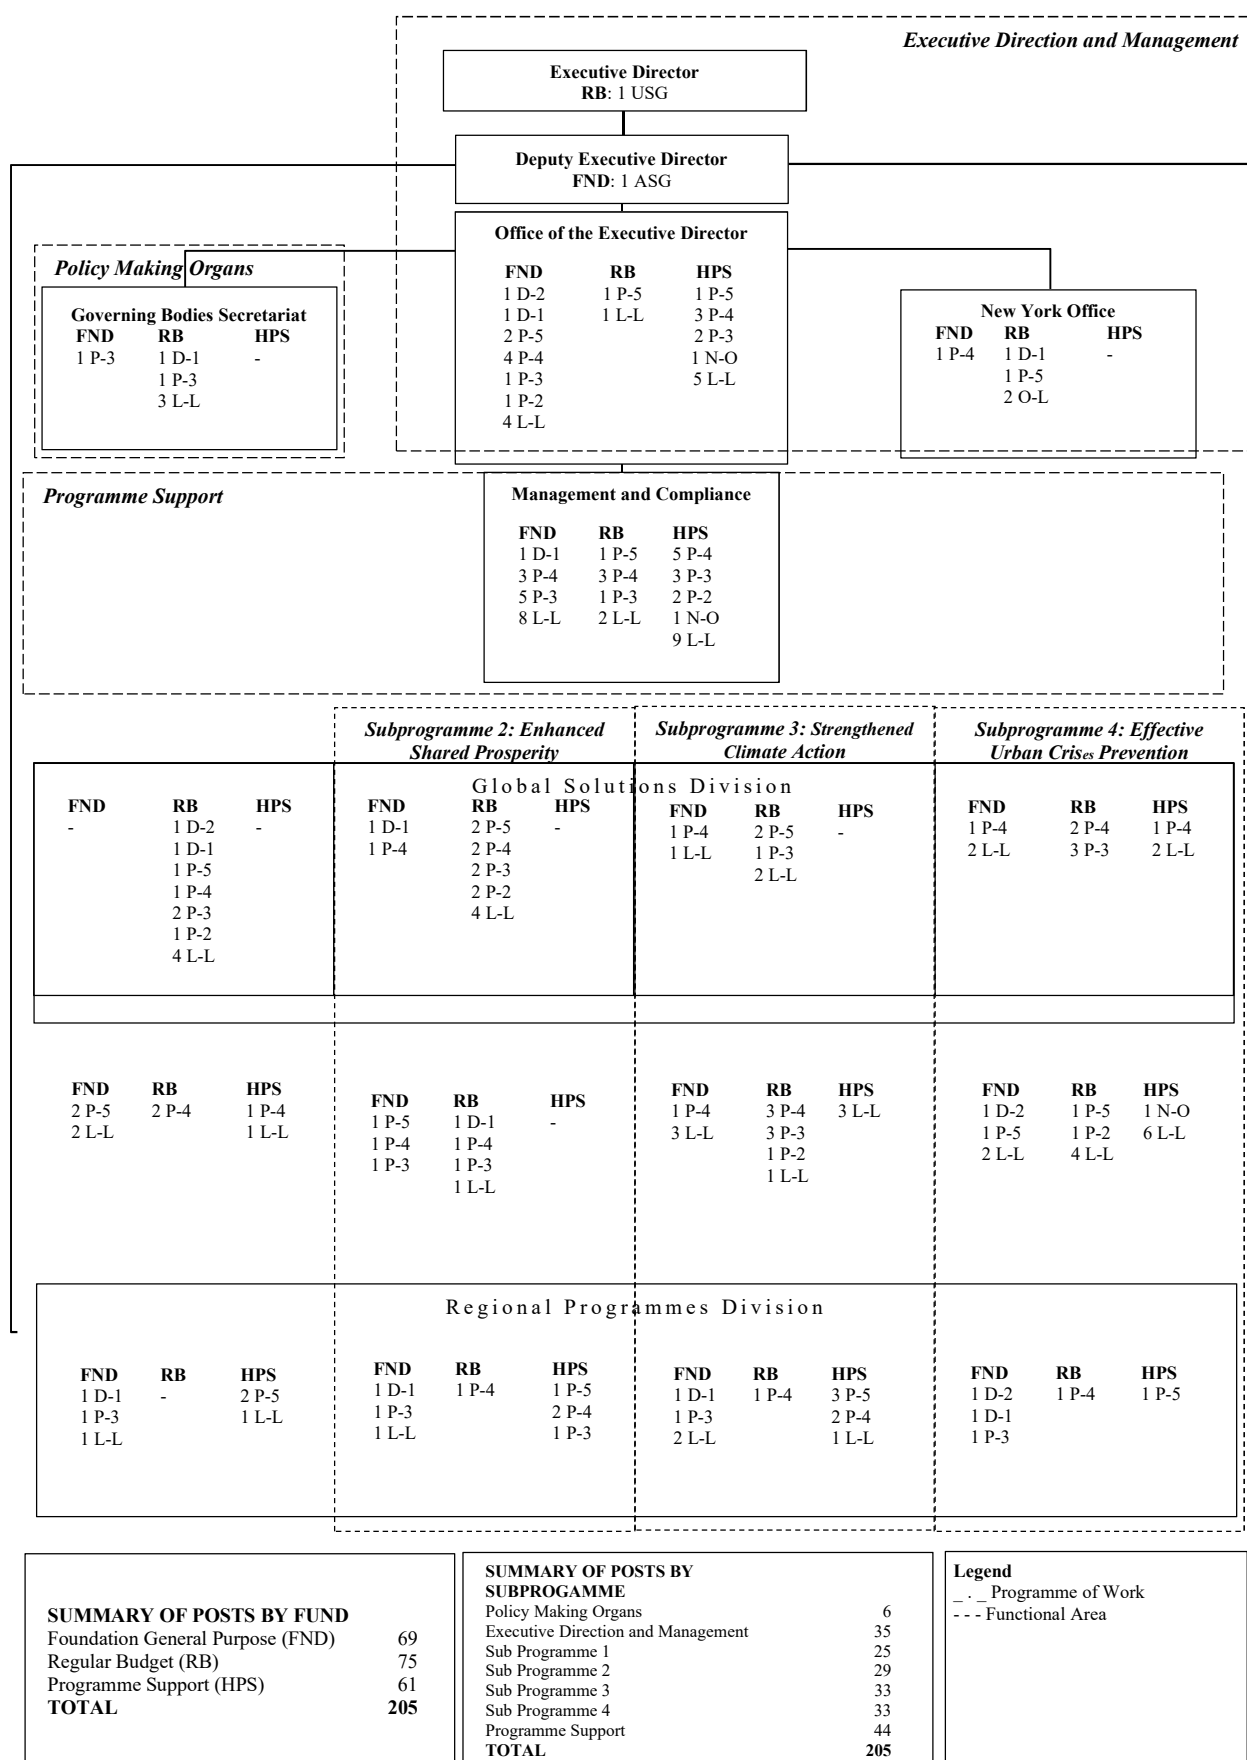 Executive Direction and Management
Executive Director
RB: 1 USG
Deputy Executive Director
FND: 1 ASG
Office of the Executive Director
FND RB HPS
1 D-2 1 P-5 1 P-5
1 D-1 1 L-L 3 P-4
2 P-5 2 P-3
4 P-4 1 N-O
1 P-3 5 L-L
1 P-2
4 L-L
Policy Making Organs
Governing Bodies Secretariat
FND RB HPS
1 P-3 1 D-1 -
1 P-3
3 L-L
New York Office
FND RB HPS
1 P-4 1 D-1 -
1 P-5
2 O-L
Programme Support
Management and Compliance
FND RB HPS
1 D-1 1 P-5 5 P-4
3 P-4 3 P-4 3 P-3
5 P-3 1 P-3 2 P-2
8 L-L 2 L-L 1 N-O
9 L-L
Subprogramme 2: Enhanced
Shared Prosperity
Subprogramme 3: Strengthened
Climate Action
Subprogramme 4: Effective
Urban Crises Prevention
Global Solutions Division
FND RB HPS
- 1 D-2 -
1 D-1
1 P-5
1 P-4
2 P-3
1 P-2
4 L-L
FND RB HPS
1 D-1 2 P-5 -
1 P-4 2 P-4
2 P-3
2 P-2
4 L-L
FND RB HPS
1 P-4 2 P-5 -
1 L-L 1 P-3
2 L-L
FND RB HPS
1 P-4 2 P-4 1 P-4
2 L-L 3 P-3 2 L-L
FND RB HPS
2 P-5 2 P-4 1 P-4
2 L-L 1 L-L
FND RB HPS
1 P-5 1 D-1 -
1 P-4 1 P-4
1 P-3 1 P-3
1 L-L
FND RB HPS
1 P-4 3 P-4 3 L-L
3 L-L 3 P-3
1 P-2
1 L-L
FND RB HPS
1 D-2 1 P-5 1 N-O
1 P-5 1 P-2 6 L-L
2 L-L 4 L-L
Regional Programmes Division
FND RB HPS
1 D-1 - 2 P-5
1 P-3 1 L-L
1 L-L
FND RB HPS
1 D-1 1 P-4 1 P-5
1 P-3 2 P-4
1 L-L 1 P-3
FND RB HPS
1 D-1 1 P-4 3 P-5
1 P-3 2 P-4
2 L-L 1 L-L
FND RB HPS
1 D-2 1 P-4 1 P-5
1 D-1
1 P-3
SUMMARY OF POSTS BY FUND
Foundation General Purpose (FND) 69
Regular Budget (RB) 75
Programme Support (HPS) 61
TOTAL 205
SUMMARY OF POSTS BY
SUBPROGAMME
Policy Making Organs 6
Executive Direction and Management 35
Sub Programme 1 25
Sub Programme 2 29
Sub Programme 3 33
Sub Programme 4 33
Programme Support 44
TOTAL 205
Legend
_ . _ Programme of Work
- - - Functional Area